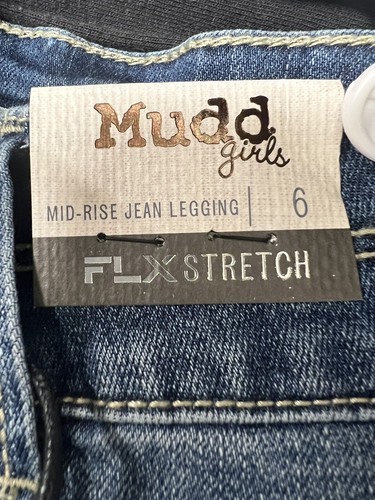 Mudd.
girls
MID-RISE JEAN LEGGING | 6
FLX STRETCH